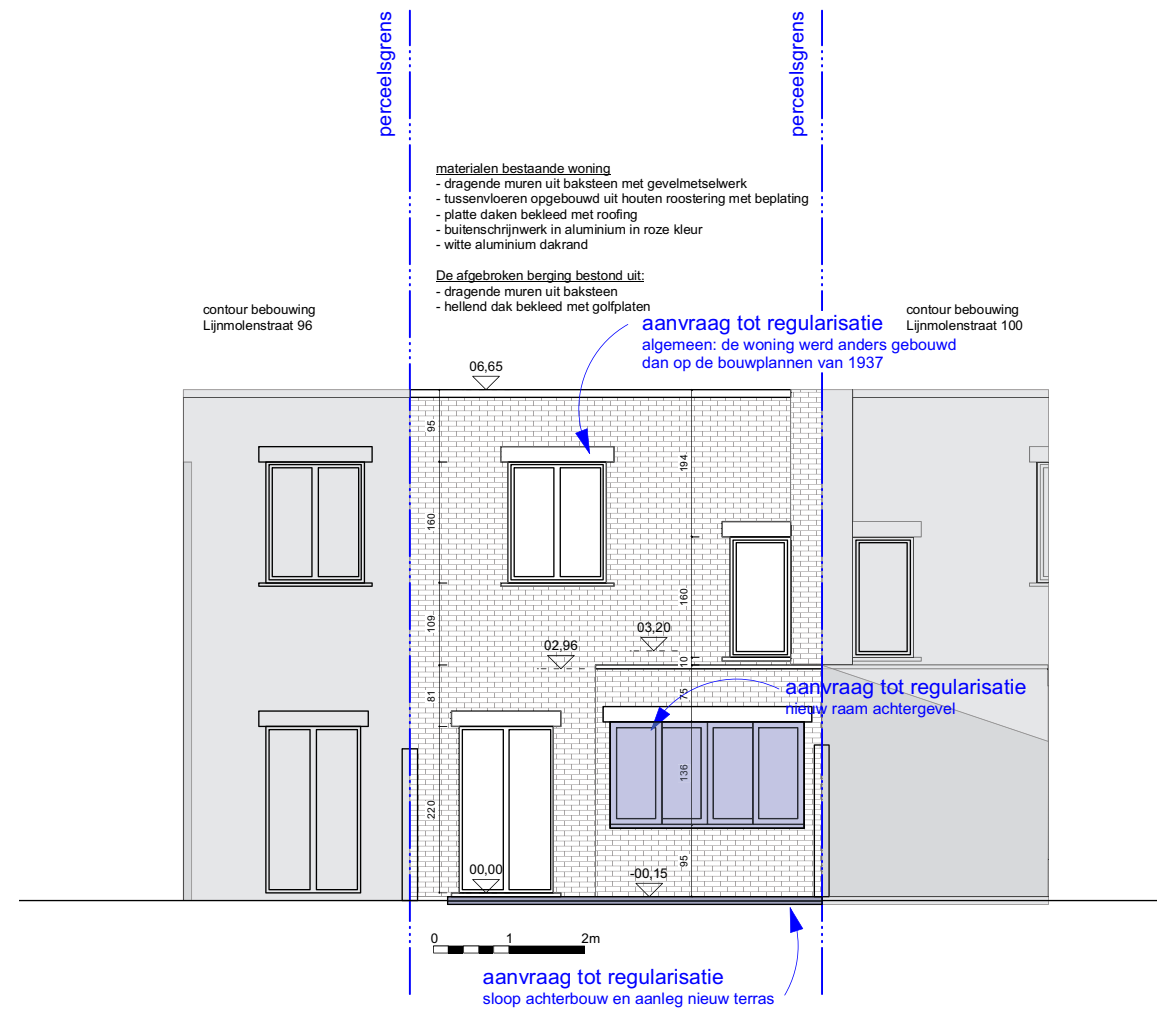 perceelsgrens
perceelsgrens
materialen bestaande woning
- dragende muren uit baksteen met gevelmetselwerk
- tussenvloeren opgebouwd uit houten roostering met beplating
- platte daken bekleed met roofing
- buitenschrijnwerk in aluminium in roze kleur
- witte aluminium dakrand
De afgebroken berging bestond uit:
- dragende muren uit baksteen
- hellend dak bekleed met golfplaten
contour bebouwing
Lijnmolenstraat 96
contour bebouwing
Lijnmolenstraat 100
aanvraag tot regularisatie
algemeen: de woning werd anders gebouwd
dan op de bouwplannen van 1937
06,65
95
194
160
160
109
03,20
02,96
10
81
75
aanvraag tot regularisatie
nieuw raam achtergevel
136
220
95
00,00
-00,15
0 1 2m
aanvraag tot regularisatie
sloop achterbouw en aanleg nieuw terras